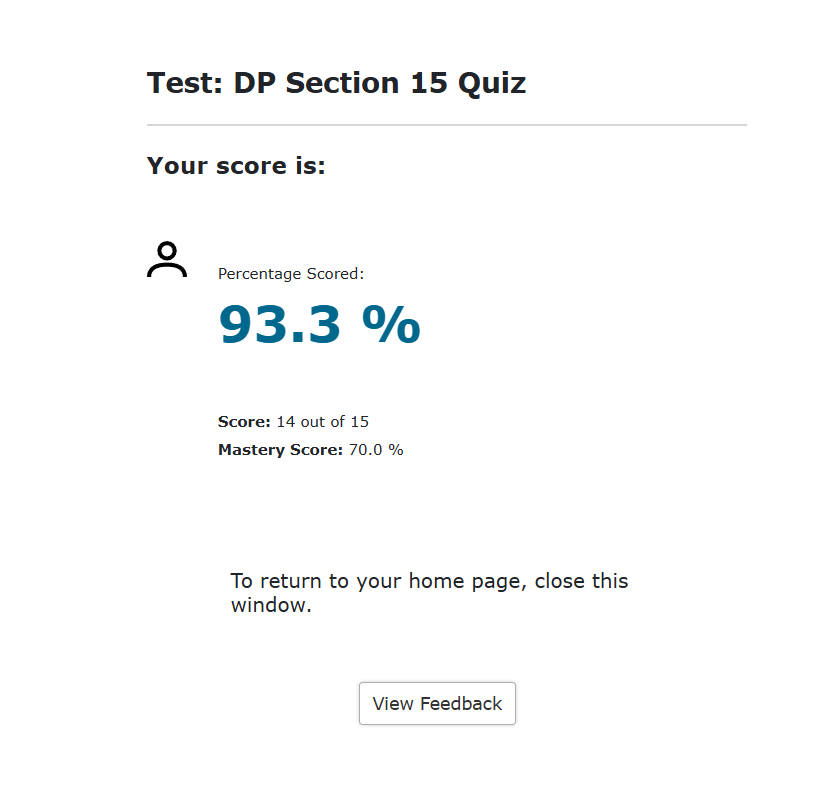 Test: DP Section 15 Quiz
Your score is:
Percentage Scored:
93.3 %
Score: 14 out of 15
Mastery Score: 70.0 %
To return to your home page, close this
window.
View Feedback